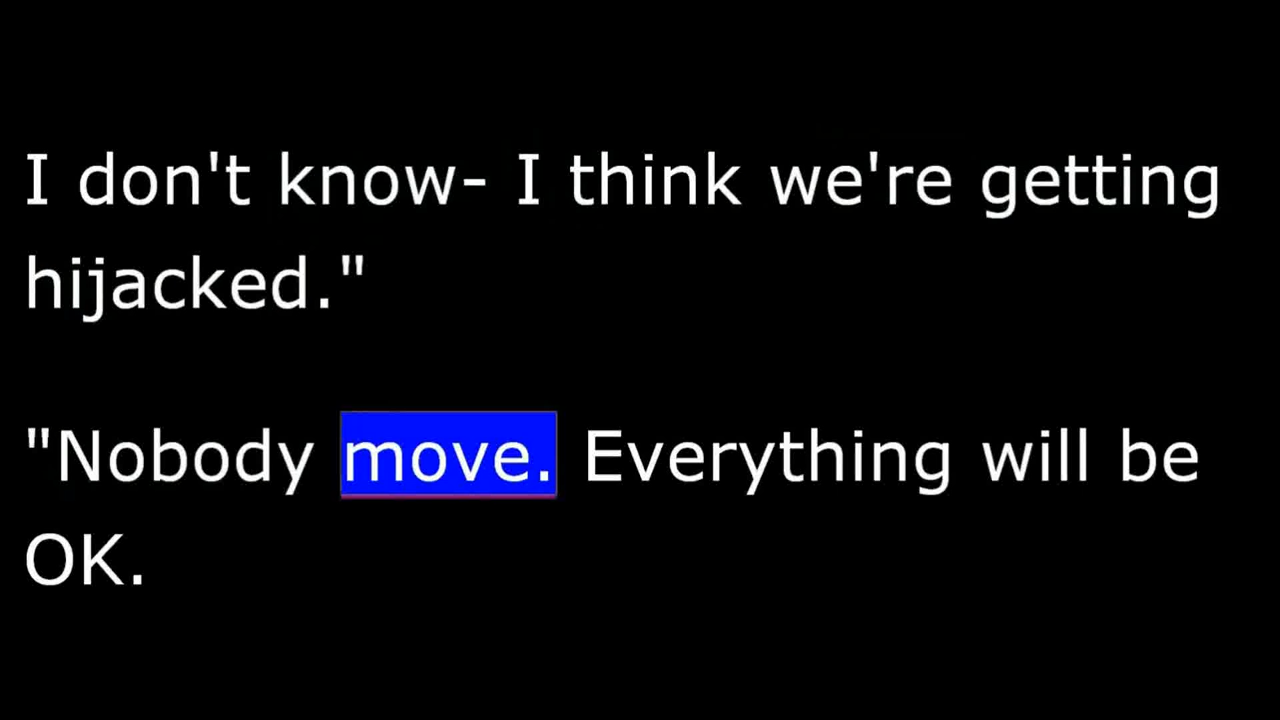 I don't know- I think we're getting
hijacked."
"Nobody move. Everything will be
OK.